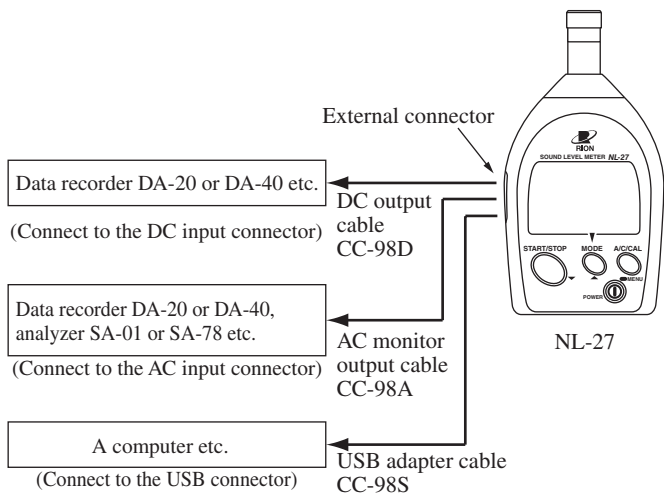 External connector
Data recorder DA-20 or DA-40 etc.
(Connect to the DC input connector)
DC output
cable
CC-98D
Data recorder DA-20 or DA-40,
analyzer SA-01 or SA-78 etc.
(Connect to the AC input connector)
AC monitor
output cable
CC-98A
A computer etc.
(Connect to the USB connector)
USB adapter cable
CC-98S
RION
SOUND LEVEL METER NL-27
START/STOP MODE A/C/CAL
MENU
POWER
NL-27